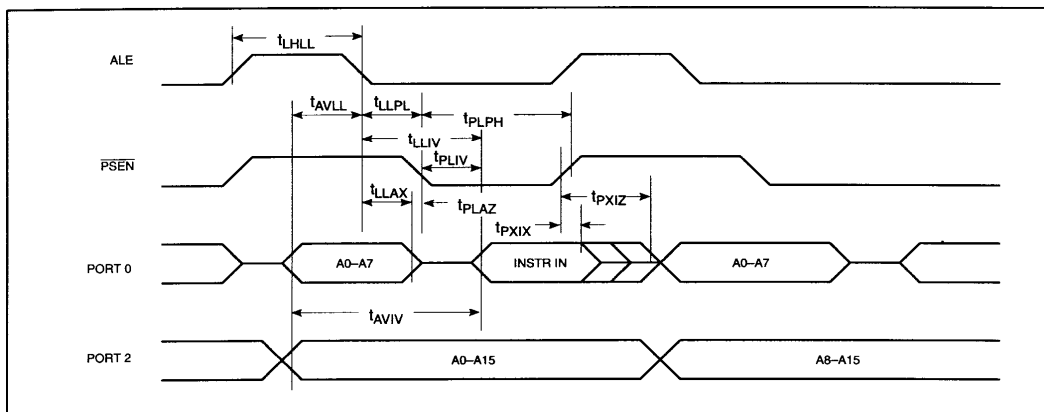 ALE
tLHLL
tAVLL
tLLPL
tPLPH
tLLIV
PSEN
tPLIV
tLLAX
tPLAZ
tPXIZ
tPXIX
PORT 0
A0–A7
INSTR IN
A0–A7
tAVIV
PORT 2
A0–A15
A8–A15